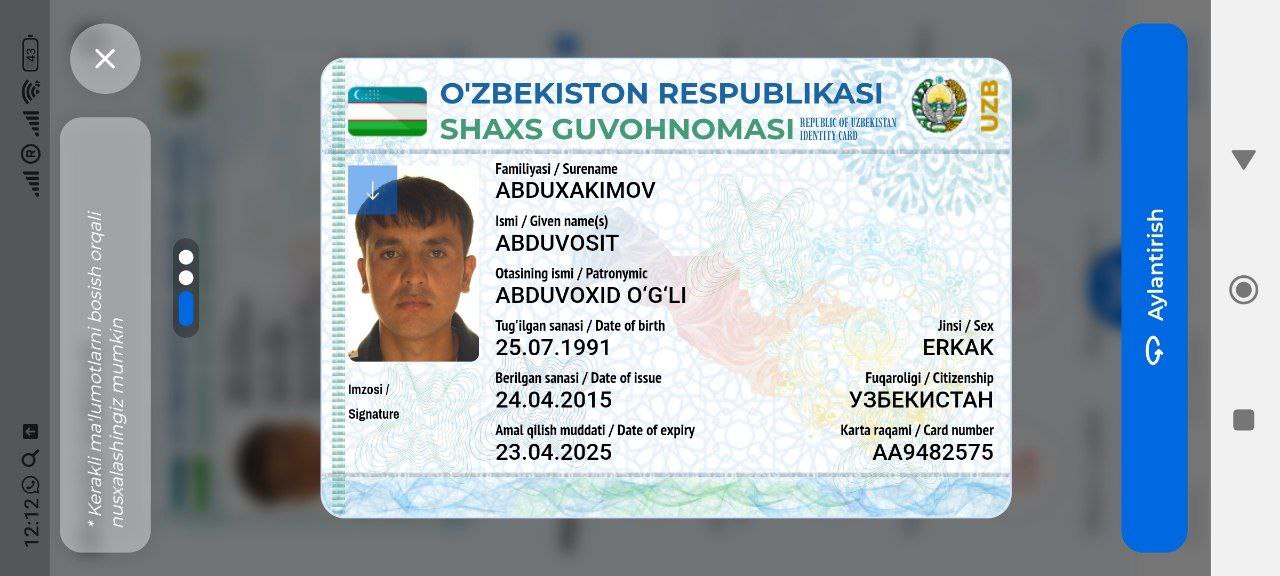 12:12
43
* Kerakli ma'lumotlarni bosish orqali
nusxalashingiz mumkin
O'ZBEKISTON RESPUBLIKASI
SHAXS GUVOHNOMASI
REPUBLIC OF UZBEKISTAN
IDENTITY CARD
UZB
Familiyasi / Surename
ABDUXAKIMOV
Ismi / Given name(s)
ABDUVOSIT
Otasining ismi / Patronymic
ABDUVOXID O‘G‘LI
Tug'ilgan sanasi / Date of birth
25.07.1991
Jinsi / Sex
ERKAK
Berilgan sanasi / Date of issue
24.04.2015
Fuqaroligi / Citizenship
УЗБЕКИСТАН
Amal qilish muddati / Date of expiry
23.04.2025
Karta raqami / Card number
AA9482575
Imzosi /
Signature
Aylantirish